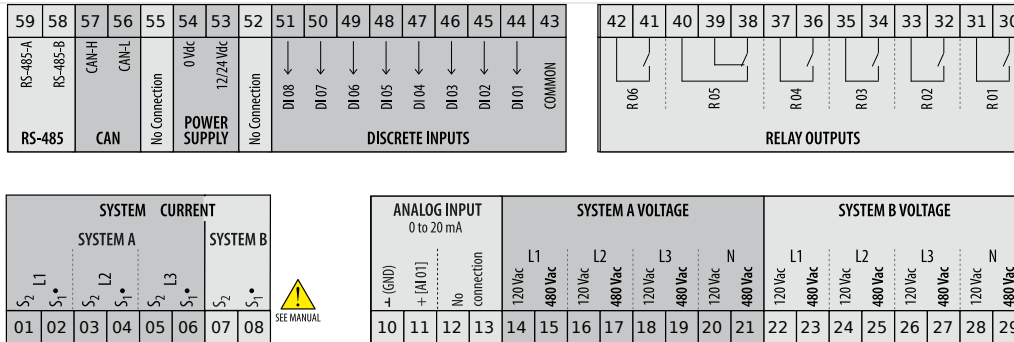 59 58 57 56 55 54 53 52 51 50 49 48 47 46 45 44 43
RS-485-A RS-485-B CAN-H CAN-L No Connection 0 Vdc 12/24 Vdc No Connection DI 08 DI 07 DI 06 DI 05 DI 04 DI 03 DI 02 DI 01 COMMON
RS-485 CAN POWER SUPPLY DISCRETE INPUTS
42 41 40 39 38 37 36 35 34 33 32 31 30
R 06 R 05 R 04 R 03 R 02 R 01
RELAY OUTPUTS
SYSTEM CURRENT
SYSTEM A SYSTEM B
L1 L2 L3
S2 S1• S2 S1• S2 S1• S2 S1•
01 02 03 04 05 06 07 08
SEE MANUAL
ANALOG INPUT SYSTEM A VOLTAGE SYSTEM B VOLTAGE
0 to 20 mA
L1 L2 L3 N L1 L2 L3 N
(GND) + [AI 01] No connection 120 Vac 480 Vac 120 Vac 480 Vac 120 Vac 480 Vac 120 Vac 480 Vac 120 Vac 480 Vac 120 Vac 480 Vac 120 Vac 480 Vac 120 Vac 480 Vac
10 11 12 13 14 15 16 17 18 19 20 21 22 23 24 25 26 27 28 29